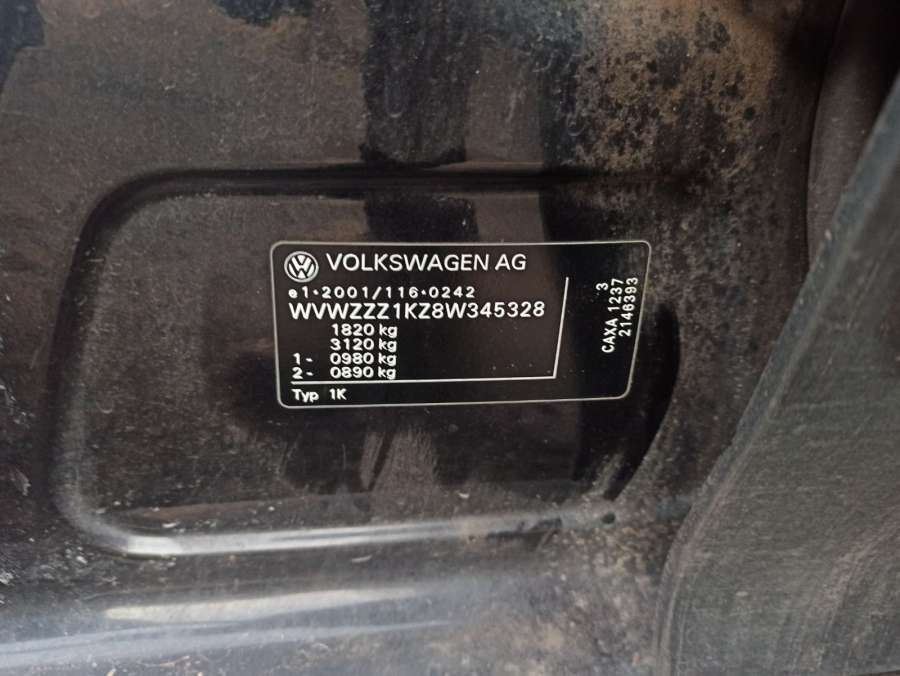 VOLKSWAGEN AG
e1*2001/116*0242
WVWZZZ1KZ8W345328
1820 kg
3120 kg
1- 0980 kg
2- 0890 kg
Typ 1K
3
CAXA 1237
2146393